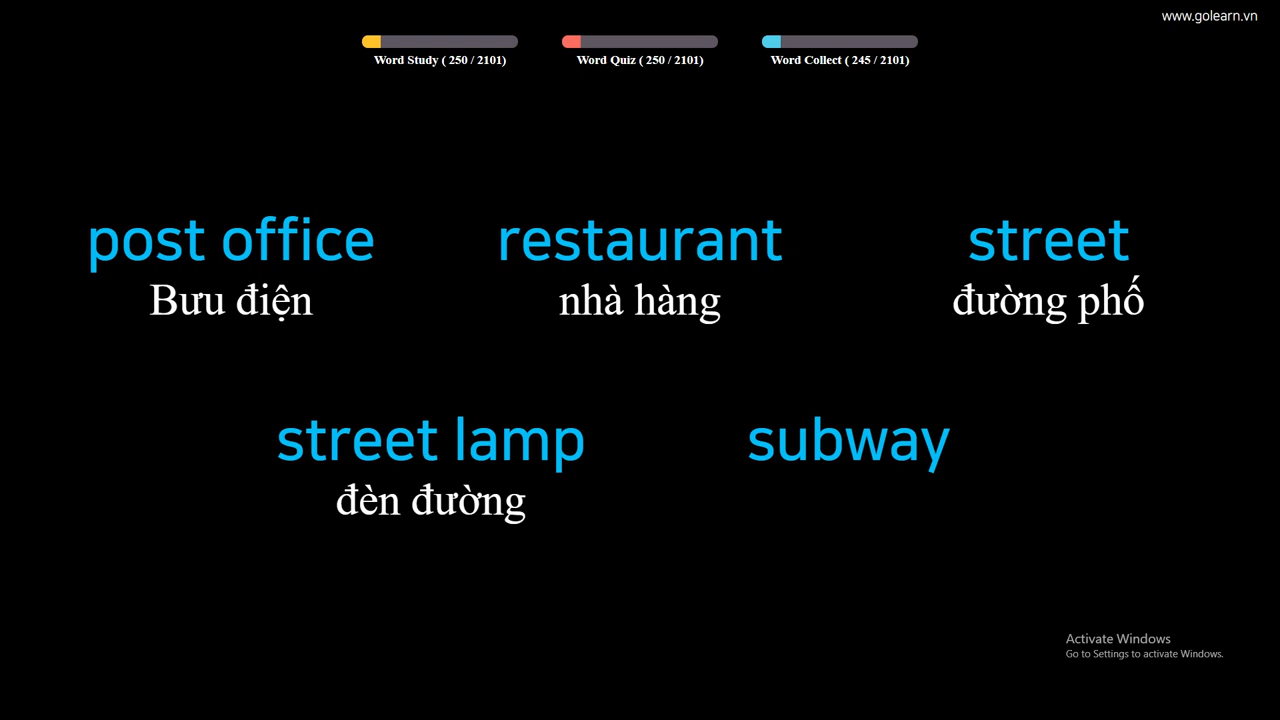 www.golearn.vn
Word Study ( 250 / 2101)
Word Quiz ( 250 / 2101)
Word Collect ( 245 / 2101)
post office
Bưu điện
restaurant
nhà hàng
street
đường phố
street lamp
đèn đường
subway
Activate Windows
Go to Settings to activate Windows.